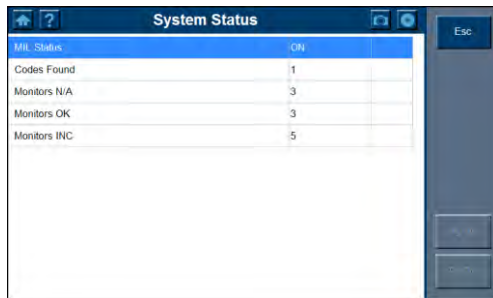 ? System Status
Esc
MIL Status ON
Codes Found 1
Monitors N/A 3
Monitors OK 3
Monitors INC 5